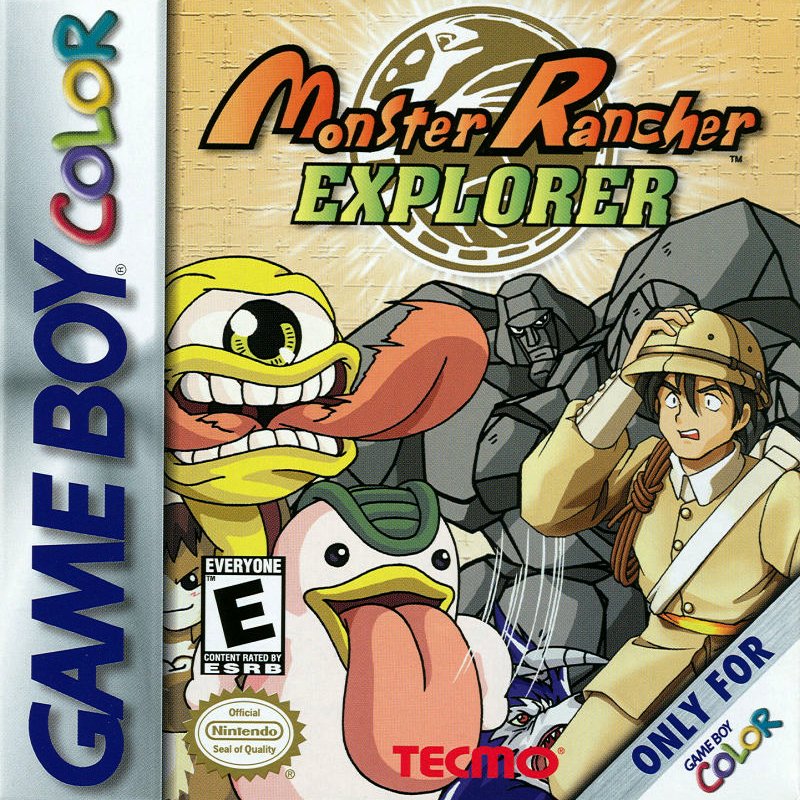 GAME BOY COLOR®
Monster Rancher™
EXPLORER
EVERYONE
™
E
CONTENT RATED BY
ESRB
Official
Nintendo
Seal of Quality
®
TECMO®
ONLY FOR
GAME BOY
COLOR